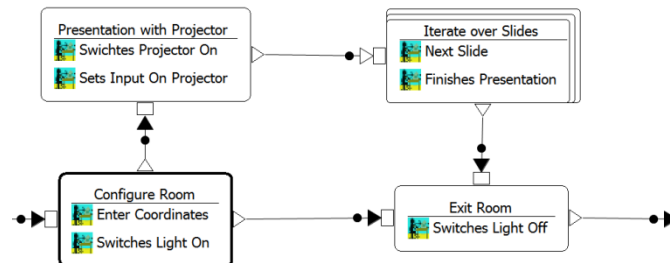 Presentation with Projector
Swichtes Projector On
Sets Input On Projector
Iterate over Slides
Next Slide
Finishes Presentation
Configure Room
Enter Coordinates
Switches Light On
Exit Room
Switches Light Off